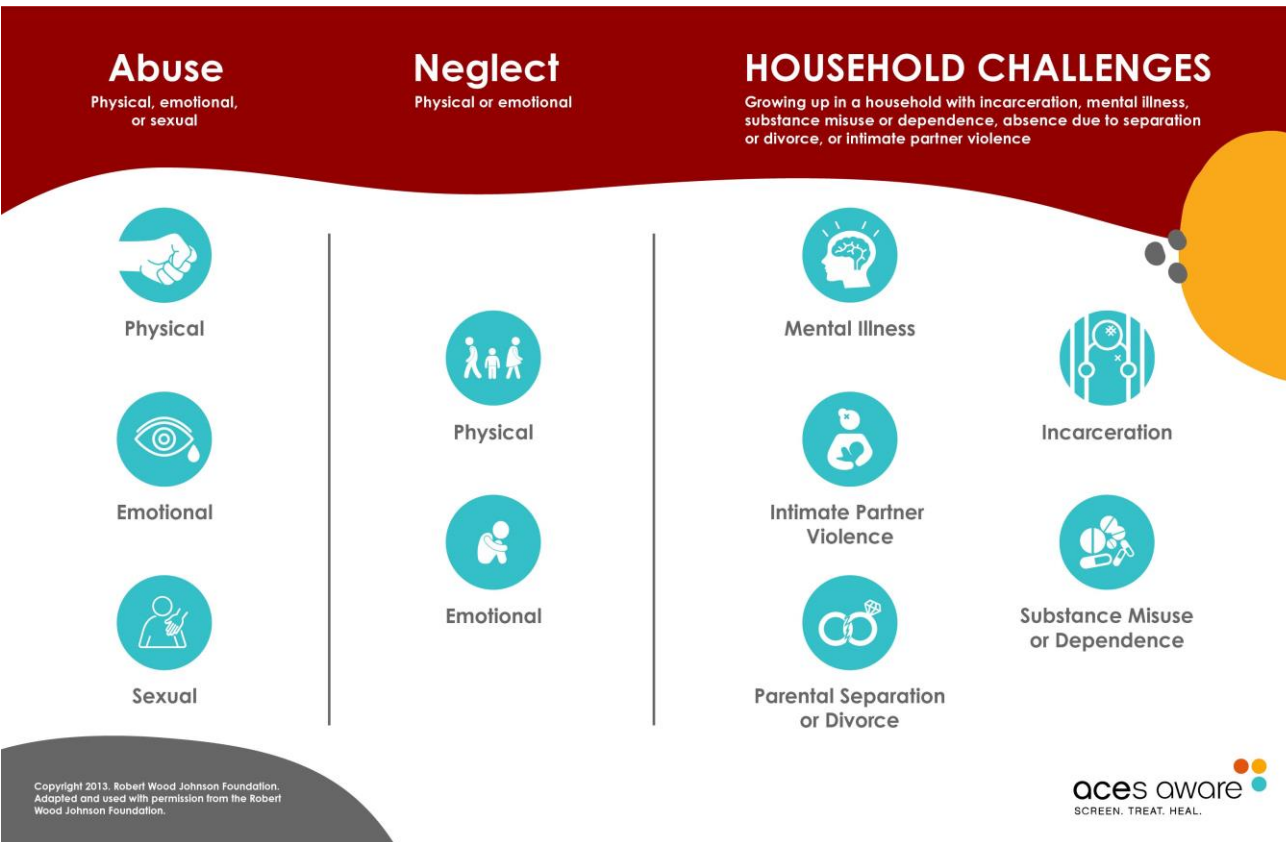 Abuse
Physical, emotional,
or sexual
Neglect
Physical or emotional
HOUSEHOLD CHALLENGES
Growing up in a household with incarceration, mental illness,
substance misuse or dependence, absence due to separation
or divorce, or intimate partner violence
Physical
Emotional
Sexual
Physical
Emotional
Mental Illness
Intimate Partner
Violence
Parental Separation
or Divorce
Incarceration
Substance Misuse
or Dependence
Copyright 2013. Robert Wood Johnson Foundation.
Adapted and used with permission from the Robert
Wood Johnson Foundation.
aces aware
SCREEN. TREAT. HEAL.